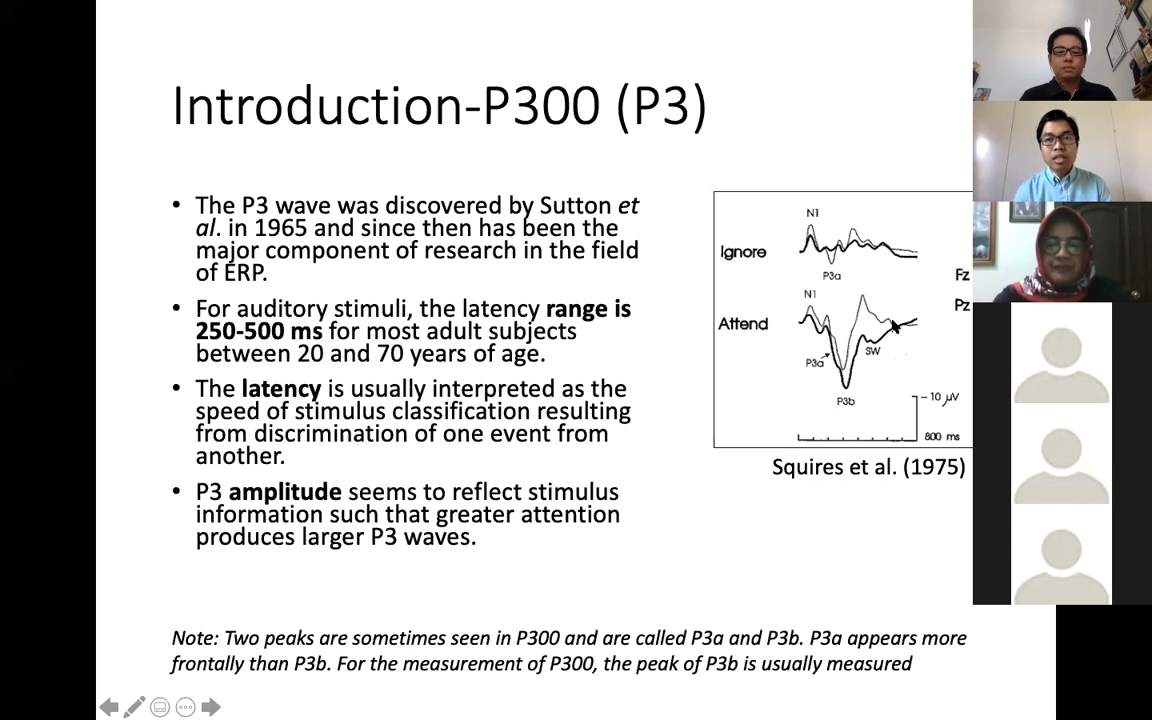 Introduction-P300 (P3)
• The P3 wave was discovered by Sutton et
al. in 1965 and since then has been the
major component of research in the field
of ERP.
• For auditory stimuli, the latency range is
250-500 ms for most adult subjects
between 20 and 70 years of age.
• The latency is usually interpreted as the
speed of stimulus classification resulting
from discrimination of one event from
another.
• P3 amplitude seems to reflect stimulus
information such that greater attention
produces larger P3 waves.
N1
Ignore
P3a
Fz
N1
Pz
Attend
SW
P3a
P3b
- 10 μV
800 ms
Squires et al. (1975)
Note: Two peaks are sometimes seen in P300 and are called P3a and P3b. P3a appears more
frontally than P3b. For the measurement of P300, the peak of P3b is usually measured